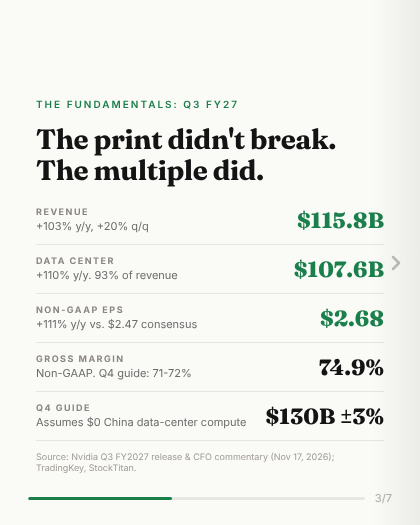 THE FUNDAMENTALS: Q3 FY27
The print didn't break.
The multiple did.
REVENUE
+103% y/y, +20% q/q
$115.8B
DATA CENTER
+110% y/y. 93% of revenue
$107.6B
NON-GAAP EPS
+111% y/y vs. $2.47 consensus
$2.68
GROSS MARGIN
Non-GAAP. Q4 guide: 71-72%
74.9%
Q4 GUIDE
Assumes $0 China data-center compute
$130B ±3%
Source: Nvidia Q3 FY2027 release & CFO commentary (Nov 17, 2026);
TradingKey, StockTitan.
3/7